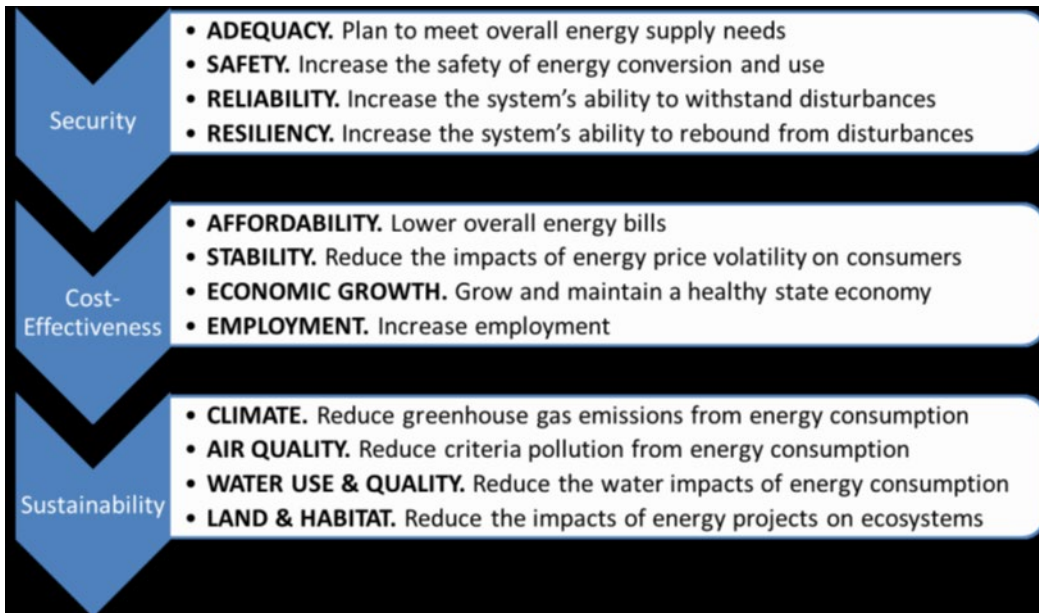 Security
• ADEQUACY. Plan to meet overall energy supply needs
• SAFETY. Increase the safety of energy conversion and use
• RELIABILITY. Increase the system's ability to withstand disturbances
• RESILIENCY. Increase the system's ability to rebound from disturbances
Cost-
Effectiveness
• AFFORDABILITY. Lower overall energy bills
• STABILITY. Reduce the impacts of energy price volatility on consumers
• ECONOMIC GROWTH. Grow and maintain a healthy state economy
• EMPLOYMENT. Increase employment
Sustainability
• CLIMATE. Reduce greenhouse gas emissions from energy consumption
• AIR QUALITY. Reduce criteria pollution from energy consumption
• WATER USE & QUALITY. Reduce the water impacts of energy consumption
• LAND & HABITAT. Reduce the impacts of energy projects on ecosystems